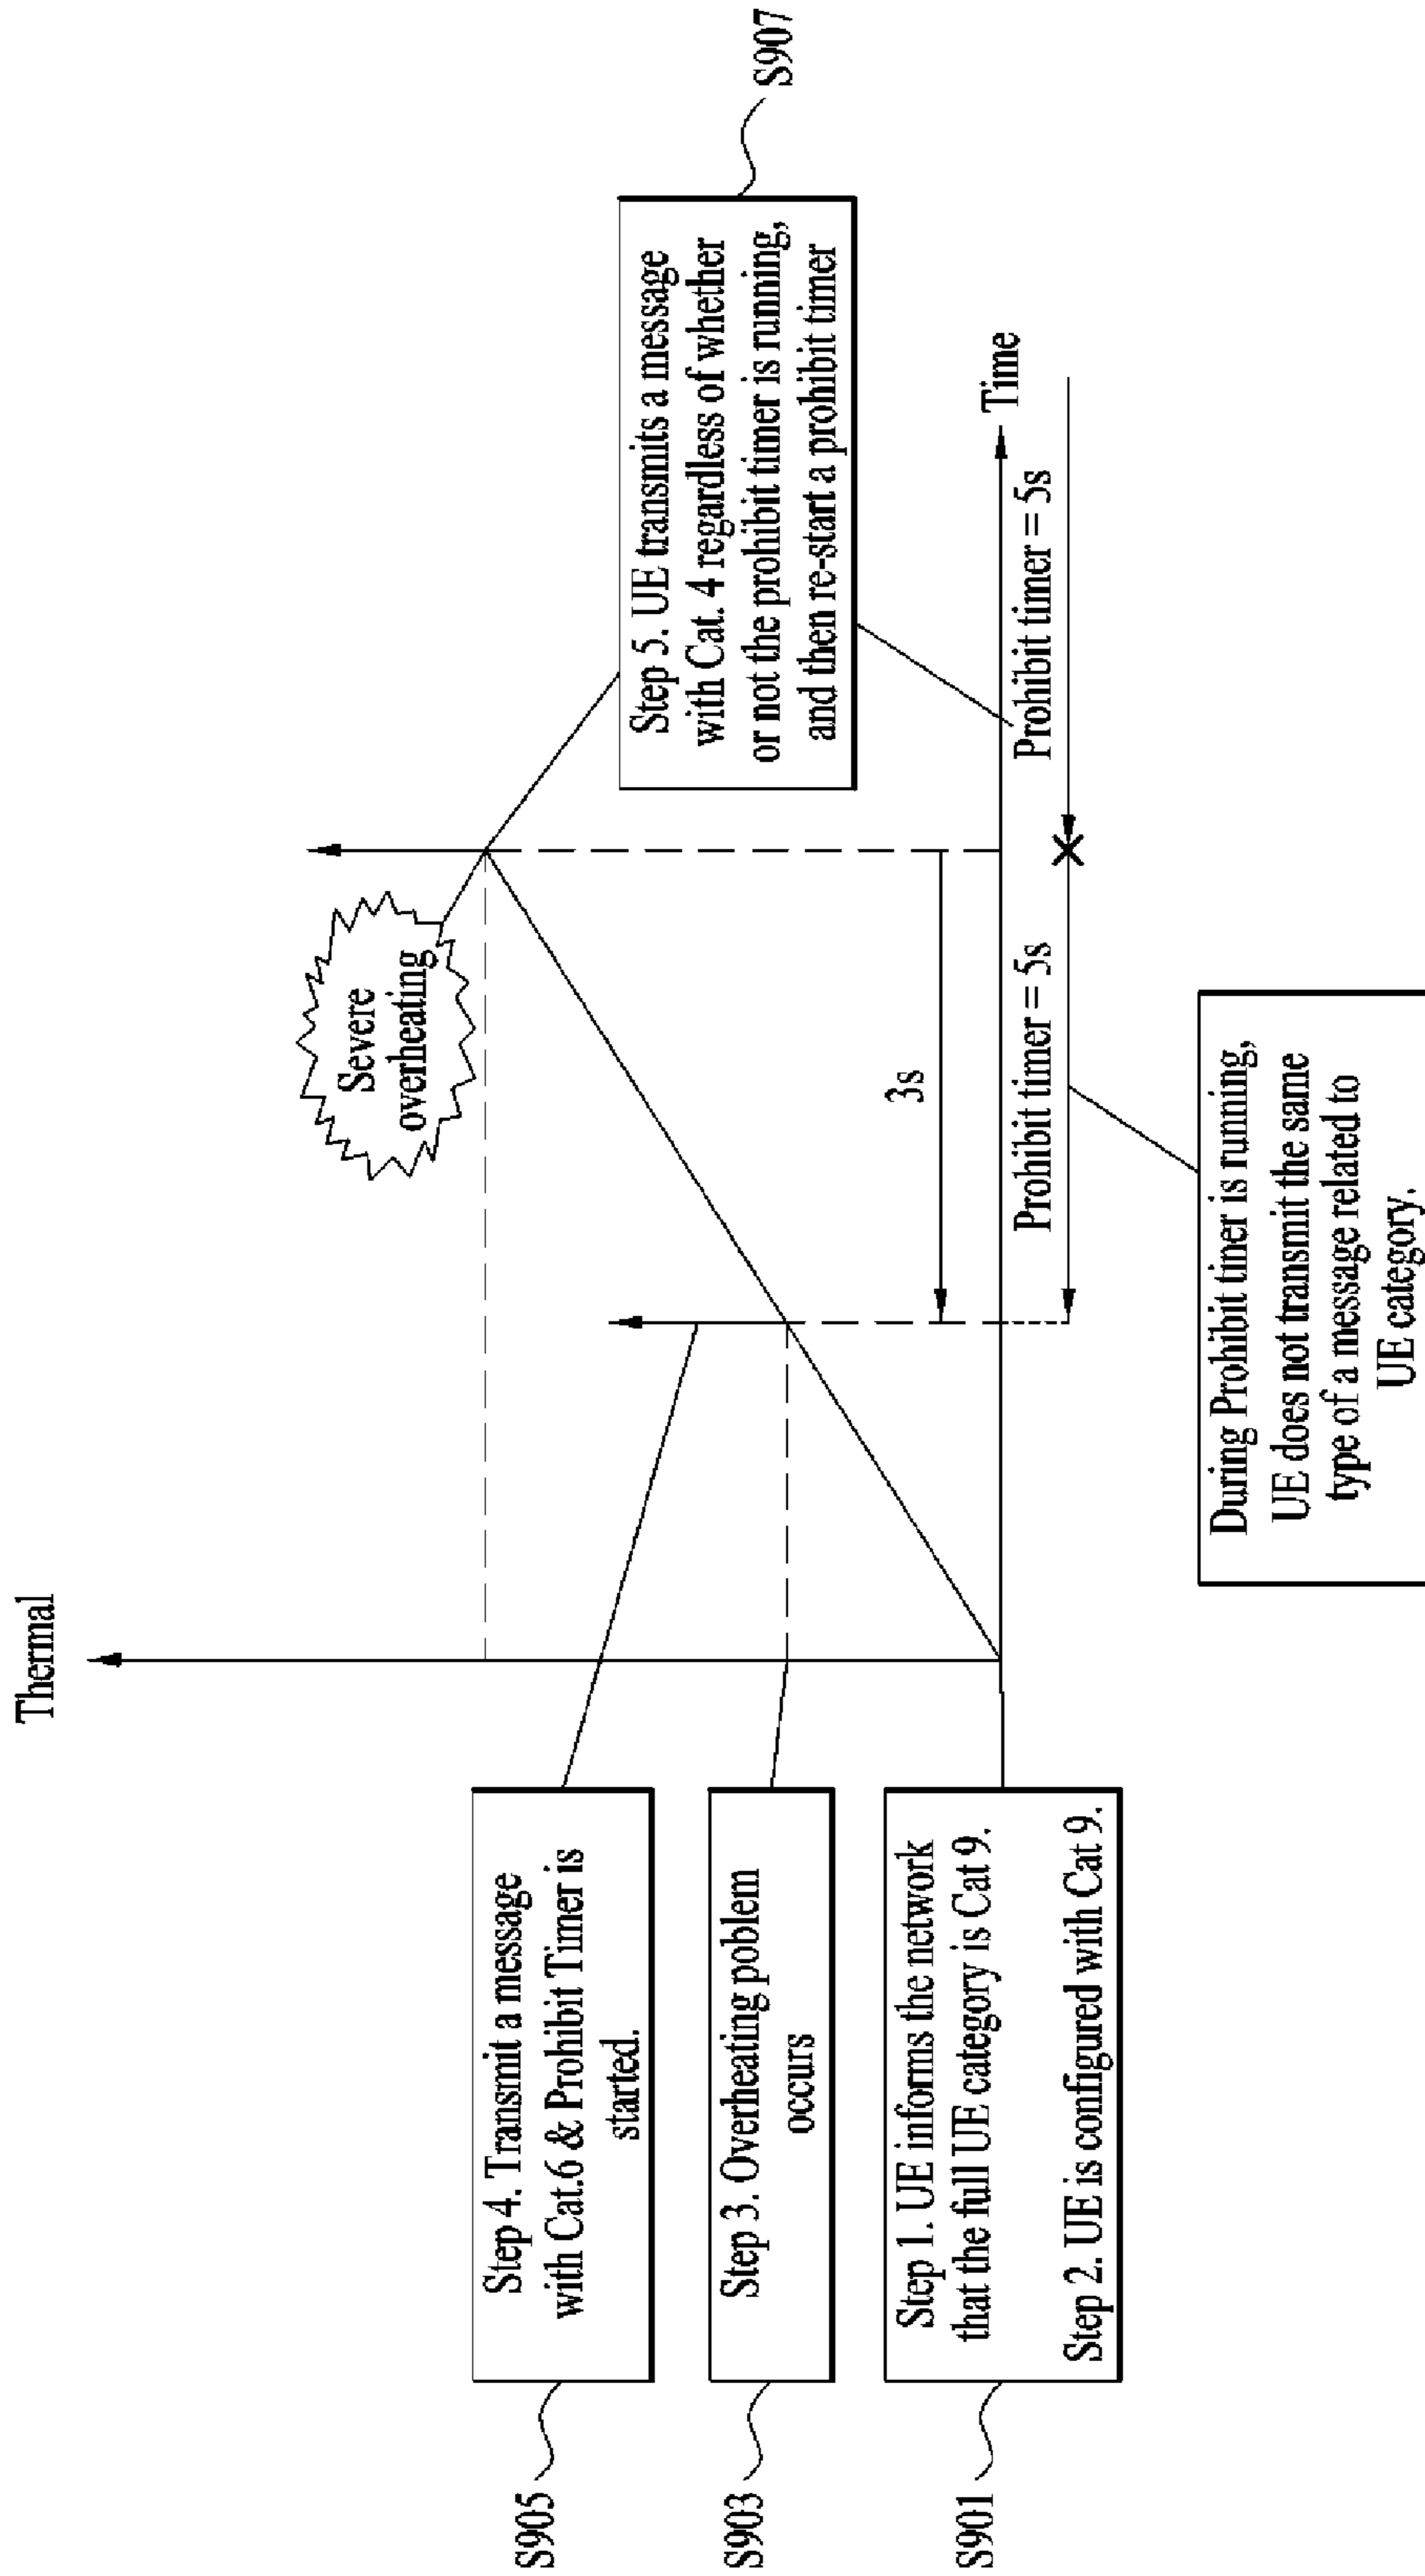 Thermal
S905
Step 4. Transmit a message
with Cat.6 & Prohibit Timer is
started.
S903
Step 3. Overheating poblem
occurs
S901
Step 1. UE informs the network
that the full UE category is Cat 9.
Step 2. UE is configured with Cat 9.
Severe
overheating
Step 5. UE transmits a message
with Cat. 4 regardless of whether
or not the prohibit timer is running,
and then re-start a prohibit timer
S907
3s
Time
Prohibit timer = 5s
Prohibit timer = 5s
During Prohibit tiner is running,
UE does not transmit the same
type of a message related to
UE category.